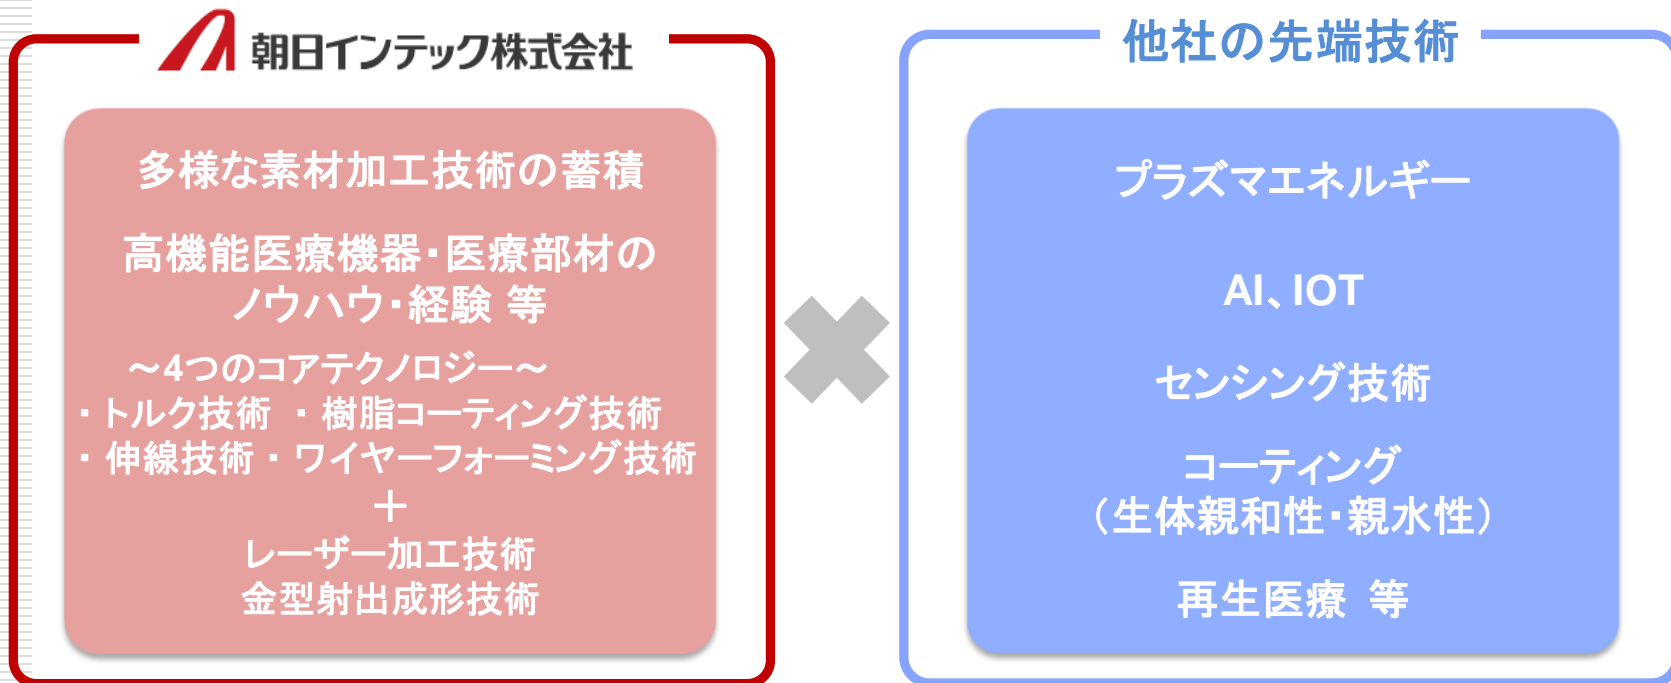 朝日インテック株式会社
多様な素材加工技術の蓄積
高機能医療機器・医療部材の
ノウハウ・経験 等
～4つのコアテクノロジー～
・トルク技術 ・樹脂コーティング技術
・伸線技術・ワイヤーフォーミング技術
＋
レーザー加工技術
金型射出成形技術
他社の先端技術
プラズマエネルギー
AI、IOT
センシング技術
コーティング
（生体親和性・親水性）
再生医療 等